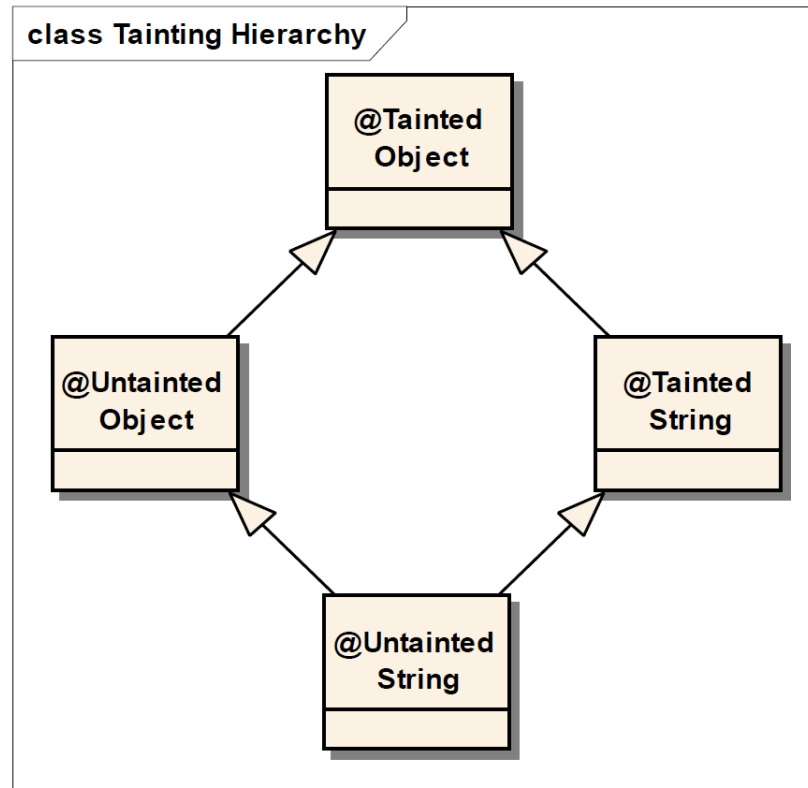 class Tainting Hierarchy
@Tainted
Object
@Untainted
Object
@Tainted
String
@Untainted
String